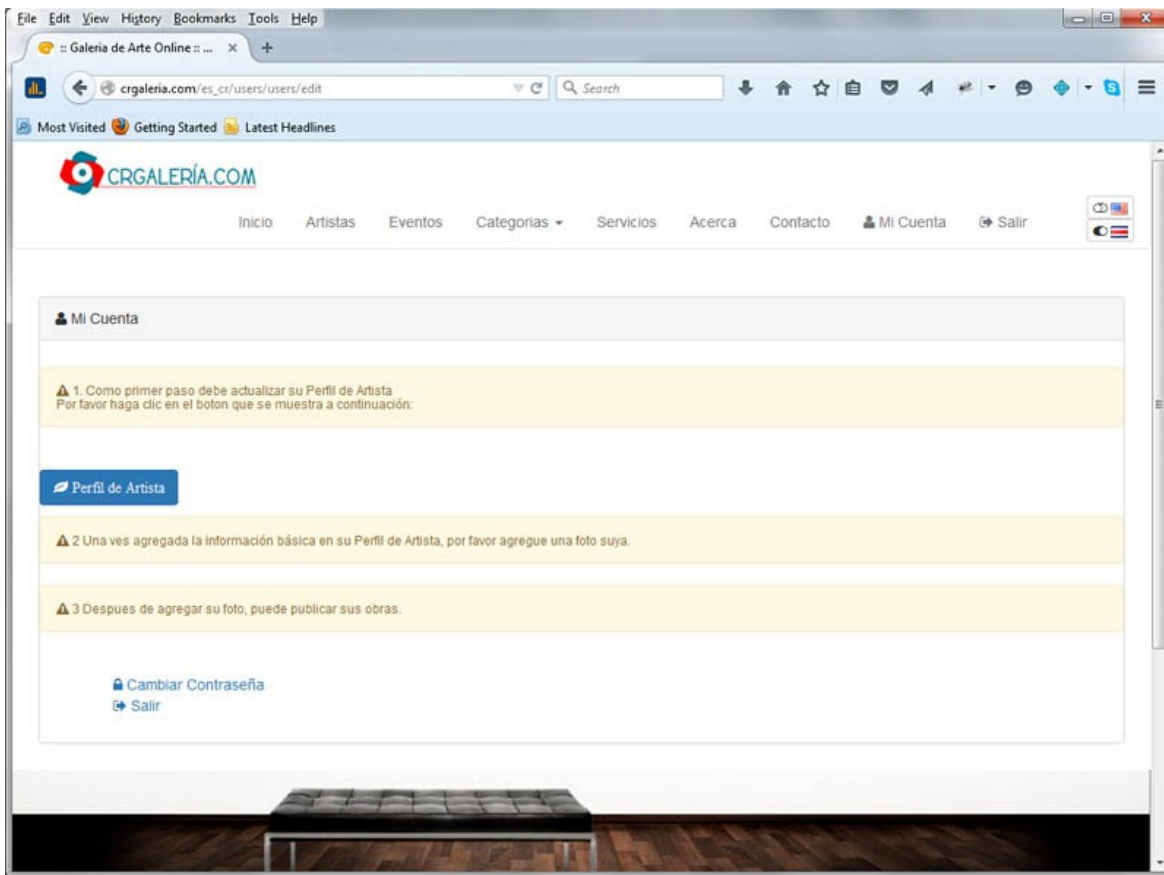 File Edit View History Bookmarks Tools Help
:: Galeria de Arte Online :: ...
crgaleria.com/es_cr/users/users/edit
Search
Most Visited Getting Started Latest Headlines
CRGALERÍA.COM
Inicio Artistas Eventos Categorias Servicios Acerca Contacto Mi Cuenta Salir
Mi Cuenta
1. Como primer paso debe actualizar su Perfil de Artista
Por favor haga clic en el boton que se muestra a continuación:
Perfil de Artista
2 Una ves agregada la información básica en su Perfil de Artista, por favor agregue una foto suya.
3 Despues de agregar su foto, puede publicar sus obras.
Cambiar Contraseña
Salir